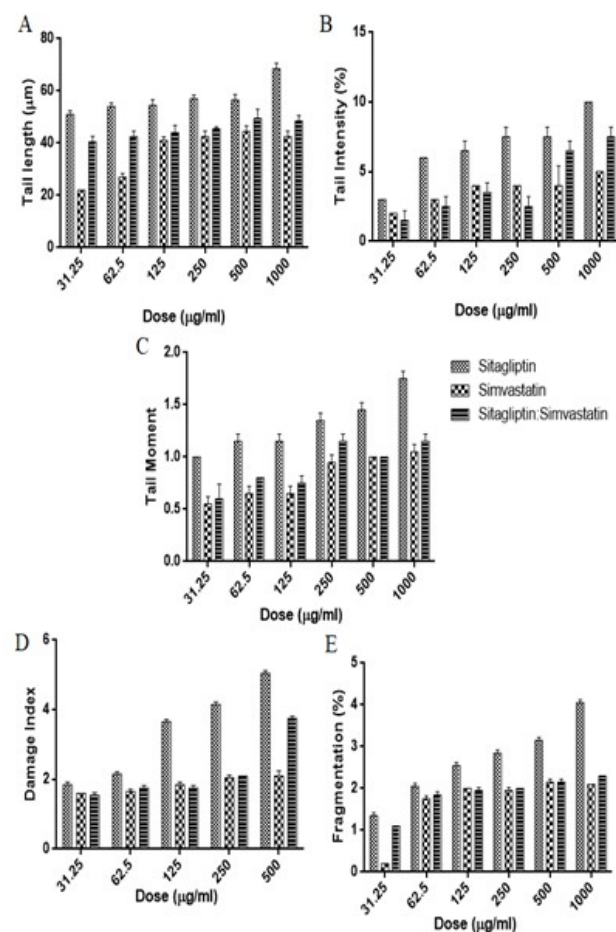 A
Tail length (μm)
80
60
40
20
0
31.25 62.5 125 250 500 1000
Dose (μg/ml)
B
Tail Intensity (%)
15
10
5
0
31.25 62.5 125 250 500 1000
Dose (μg/ml)
C
Tail Moment
2.0
1.5
1.0
0.5
0.0
31.25 62.5 125 250 500 1000
Dose (μg/ml)
Sitagliptin
Simvastatin
Sitagliptin:Simvastatin
D
Damage Index
6
4
2
0
31.25 62.5 125 250 500
Dose (μg/ml)
E
Fragmentation (%)
5
4
3
2
1
0
31.25 62.5 125 250 500 1000
Dose (μg/ml)